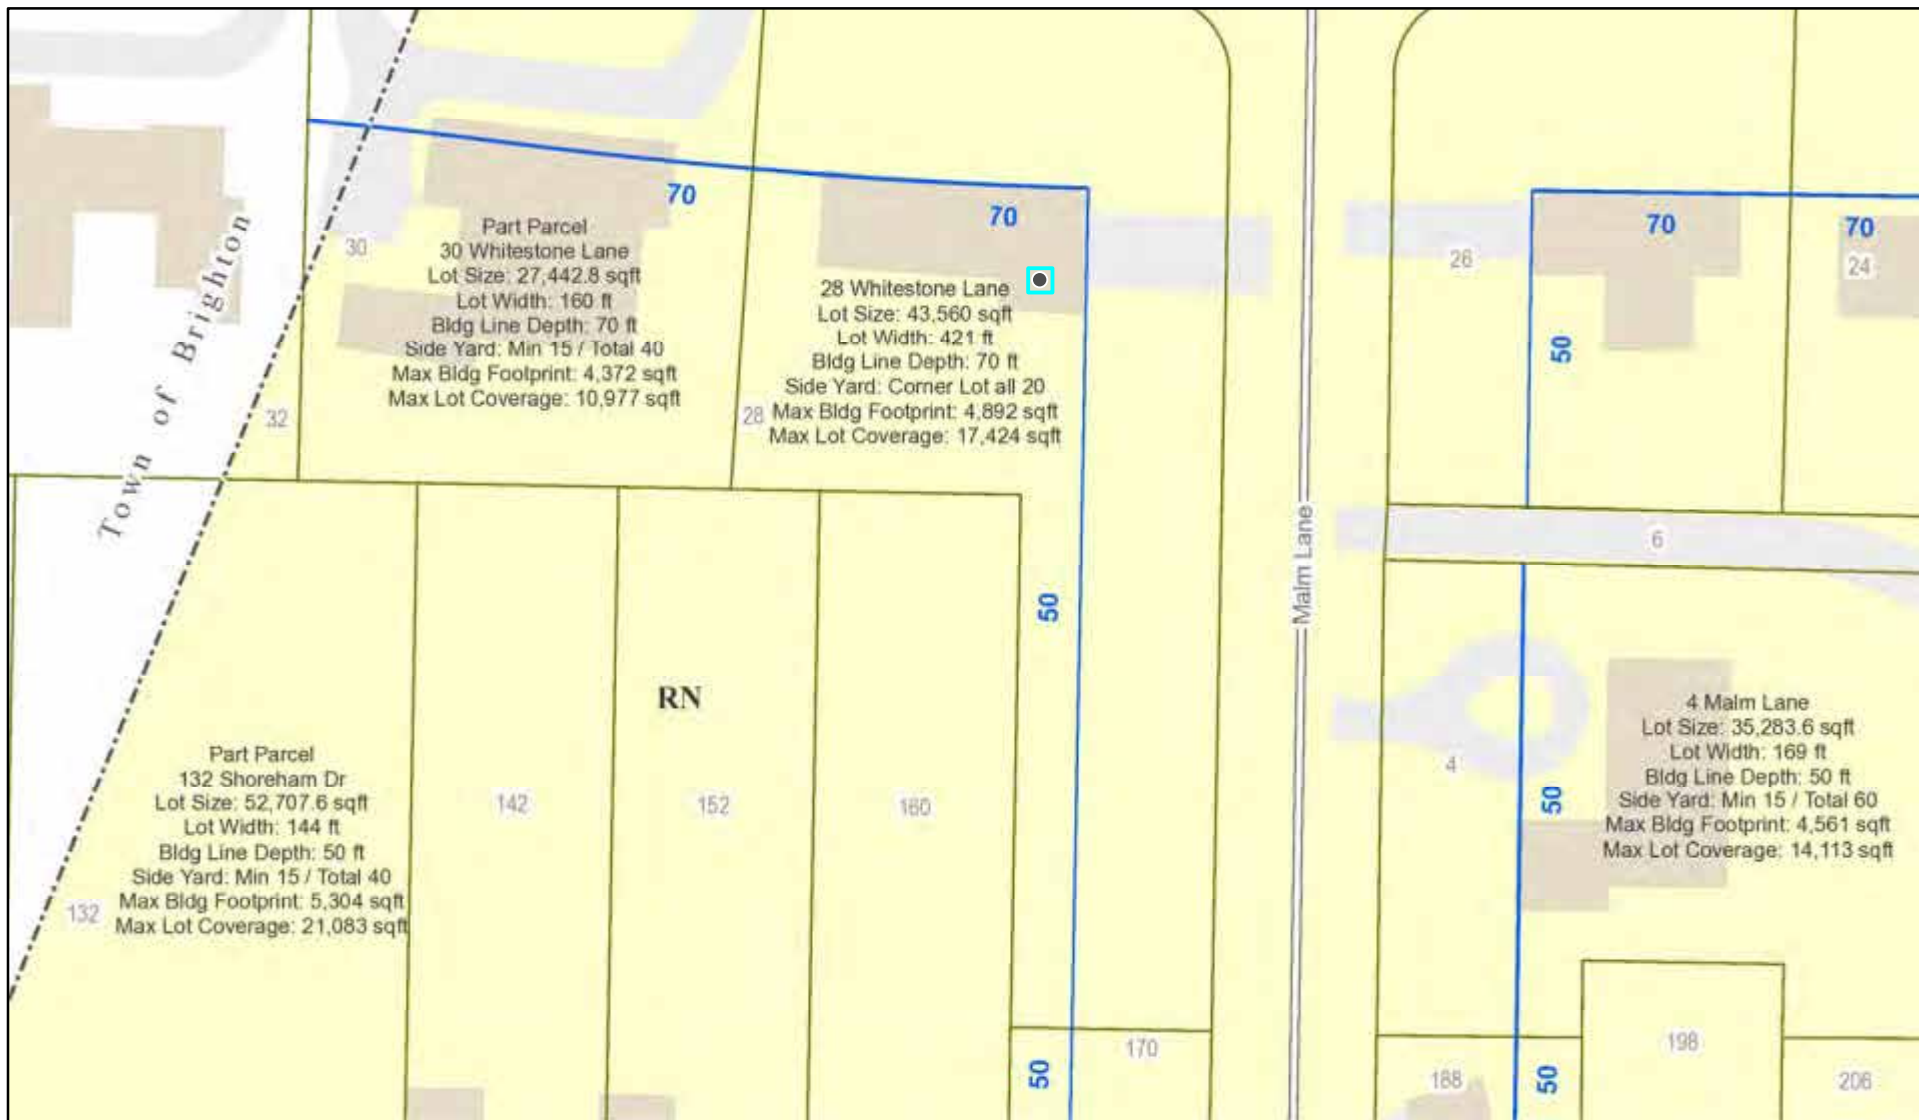 70
70
70
70
Town of Brighton
30
Part Parcel
30 Whitestone Lane
Lot Size: 27,442.8 sqft
Lot Width: 160 ft
Bldg Line Depth: 70 ft
Side Yard: Min 15 / Total 40
Max Bldg Footprint: 4,372 sqft
Max Lot Coverage: 10,977 sqft
28 Whitestone Lane
Lot Size: 43,560 sqft
Lot Width: 421 ft
Bldg Line Depth: 70 ft
Side Yard: Corner Lot all 20
Max Bldg Footprint: 4,892 sqft
Max Lot Coverage: 17,424 sqft
26
24
50
32
28
6
Malm Lane
50
RN
Part Parcel
132 Shoreham Dr
Lot Size: 52,707.6 sqft
Lot Width: 144 ft
Bldg Line Depth: 50 ft
Side Yard: Min 15 / Total 40
Max Bldg Footprint: 5,304 sqft
Max Lot Coverage: 21,083 sqft
132
142
152
160
4
50
4 Malm Lane
Lot Size: 35,283.6 sqft
Lot Width: 169 ft
Bldg Line Depth: 50 ft
Side Yard: Min 15 / Total 60
Max Bldg Footprint: 4,561 sqft
Max Lot Coverage: 14,113 sqft
50
170
188
50
198
206